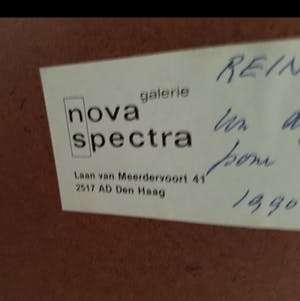 galerie
nova
spectra
Laan van Meerdervoort 41
2517 AD Den Haag
REIN
1990